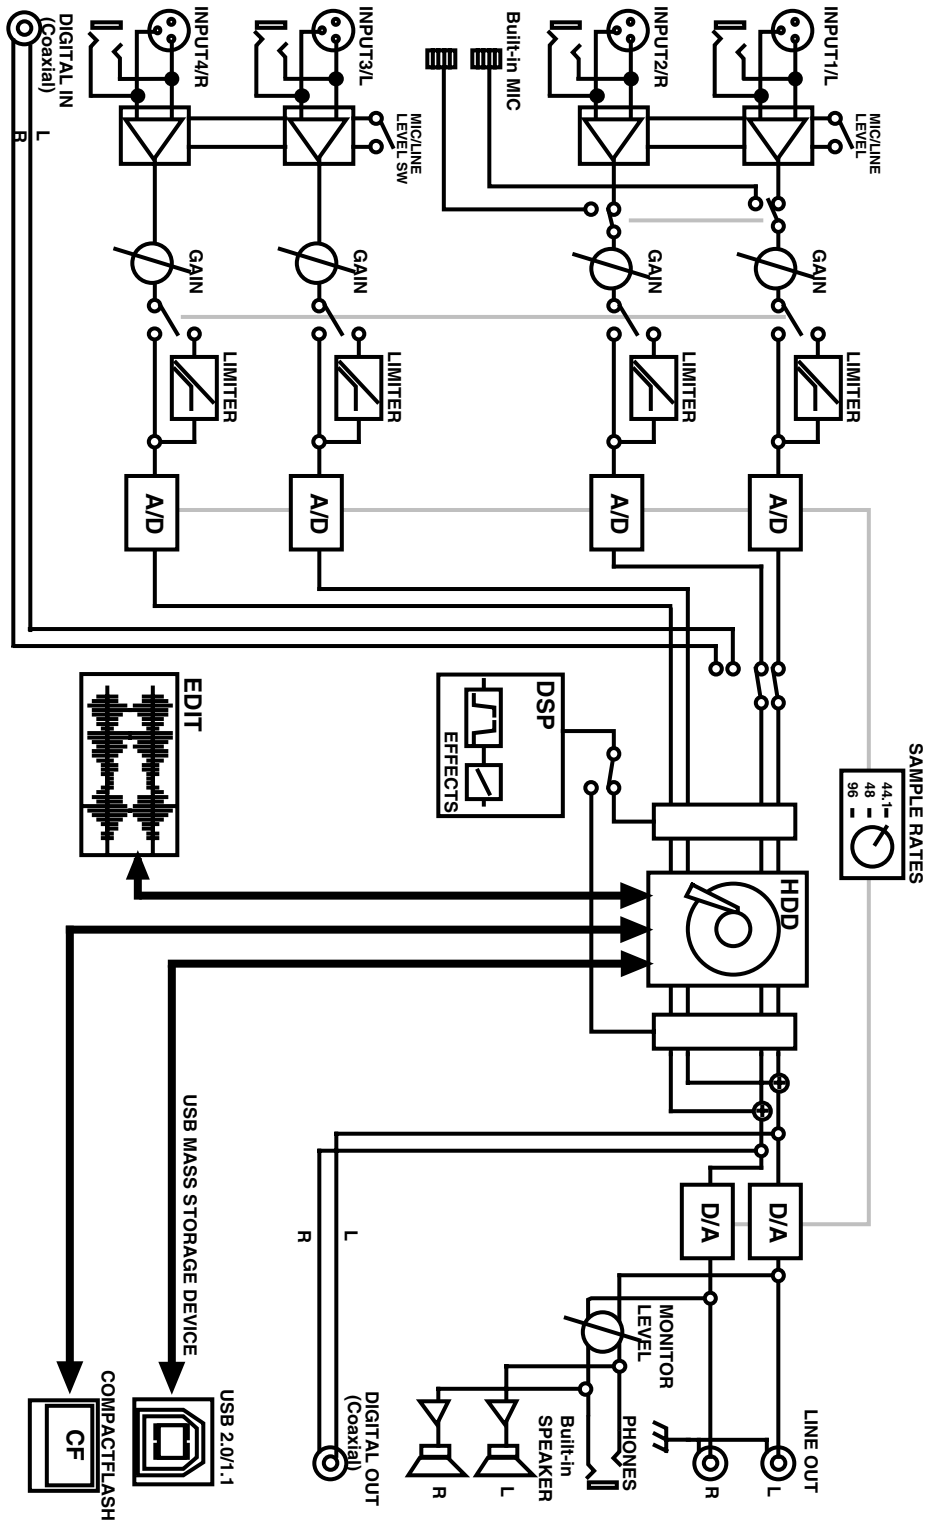 INPUT1/L
MIC/LINE
LEVEL
GAIN
LIMITER
A/D
INPUT2/R
GAIN
LIMITER
A/D
Built-in MIC
INPUT3/L
MIC/LINE
LEVEL SW
GAIN
LIMITER
A/D
INPUT4/R
GAIN
LIMITER
A/D
DIGITAL IN
(Coaxial)
L
R
SAMPLE RATES
44.1
48
96
HDD
DSP
EFFECTS
EDIT
D/A
D/A
LINE OUT
L
R
MONITOR
LEVEL
PHONES
Built-in
SPEAKER
L
R
DIGITAL OUT
(Coaxial)
L
R
USB MASS STORAGE DEVICE
USB 2.0/1.1
COMPACTFLASH
CF